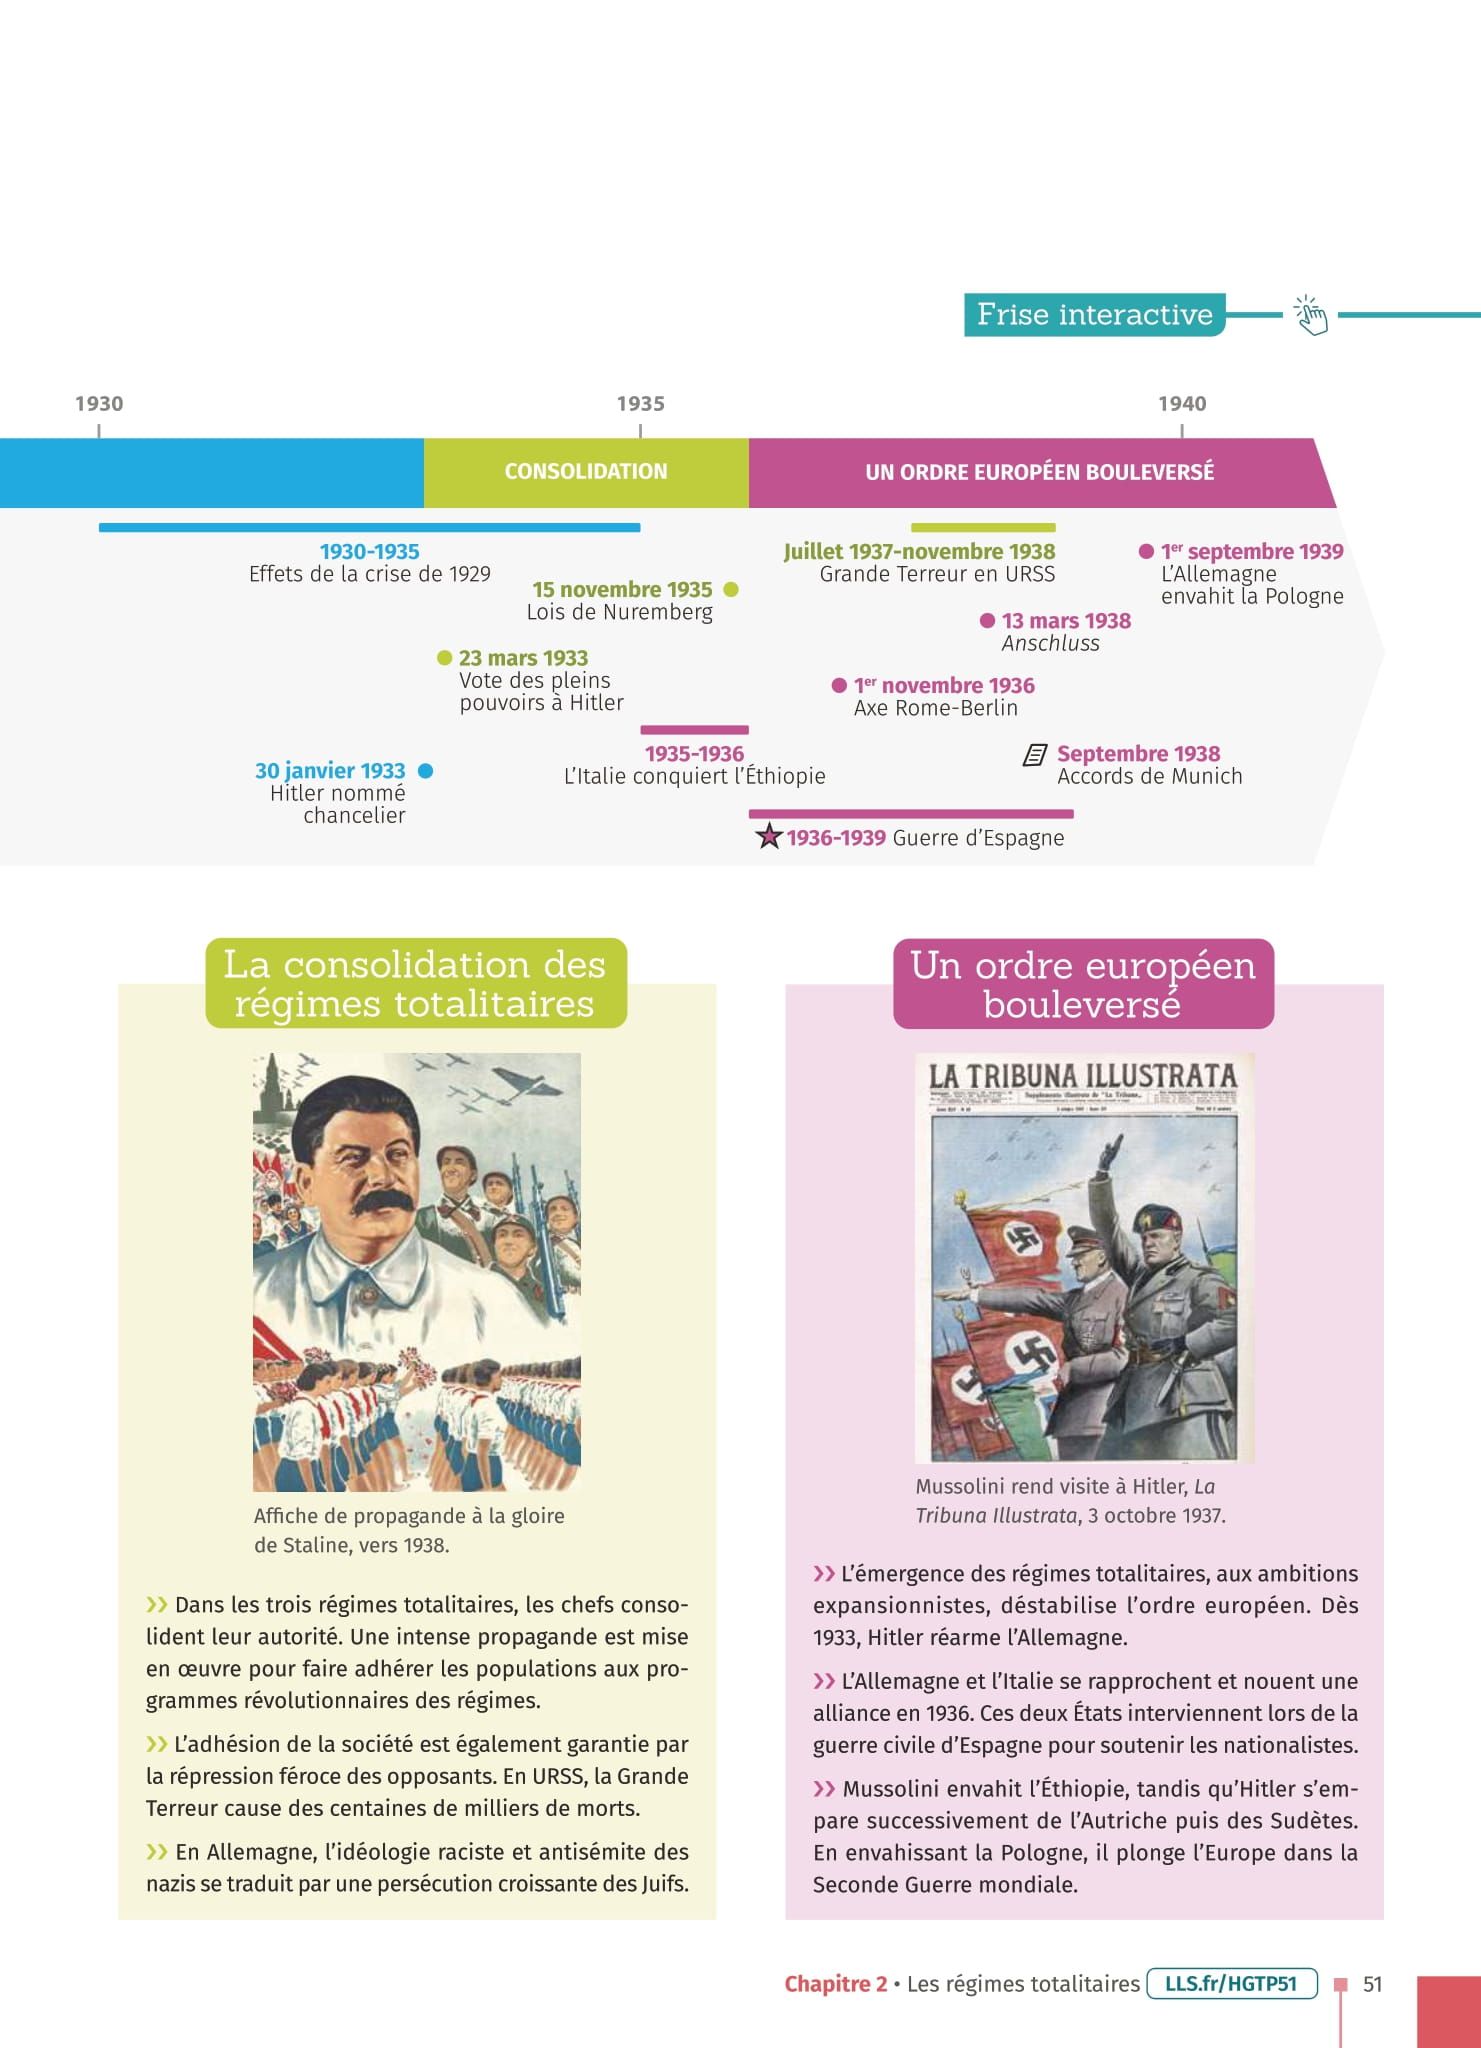 Frise interactive
1930
1935
1940
CONSOLIDATION
UN ORDRE EUROPÉEN BOULEVERSÉ
1930-1935
Effets de la crise de 1929
15 novembre 1935
Lois de Nuremberg
23 mars 1933
Vote des pleins
pouvoirs à Hitler
30 janvier 1933
Hitler nommé
chancelier
Juillet 1937-novembre 1938
Grande Terreur en URSS
1er septembre 1939
L’Allemagne
envahit la Pologne
13 mars 1938
Anschluss
1er novembre 1936
Axe Rome-Berlin
1935-1936
L’Italie conquiert l’Éthiopie
Septembre 1938
Accords de Munich
1936-1939 Guerre d’Espagne
La consolidation des
régimes totalitaires
Affiche de propagande à la gloire
de Staline, vers 1938.
›› Dans les trois régimes totalitaires, les chefs conso-
lident leur autorité. Une intense propagande est mise
en œuvre pour faire adhérer les populations aux pro-
grammes révolutionnaires des régimes.
›› L’adhésion de la société est également garantie par
la répression féroce des opposants. En URSS, la Grande
Terreur cause des centaines de milliers de morts.
›› En Allemagne, l’idéologie raciste et antisémite des
nazis se traduit par une persécution croissante des Juifs.
Un ordre européen
bouleversé
LA TRIBUNA ILLUSTRATA
Supplemento illustrato de "La Tribuna"
Mussolini rend visite à Hitler, La
Tribuna Illustrata, 3 octobre 1937.
›› L’émergence des régimes totalitaires, aux ambitions
expansionnistes, déstabilise l’ordre européen. Dès
1933, Hitler réarme l’Allemagne.
›› L’Allemagne et l’Italie se rapprochent et nouent une
alliance en 1936. Ces deux États interviennent lors de la
guerre civile d’Espagne pour soutenir les nationalistes.
›› Mussolini envahit l’Éthiopie, tandis qu’Hitler s’em-
pare successivement de l’Autriche puis des Sudètes.
En envahissant la Pologne, il plonge l’Europe dans la
Seconde Guerre mondiale.
Chapitre 2 • Les régimes totalitaires LLS.fr/HGTP51 51